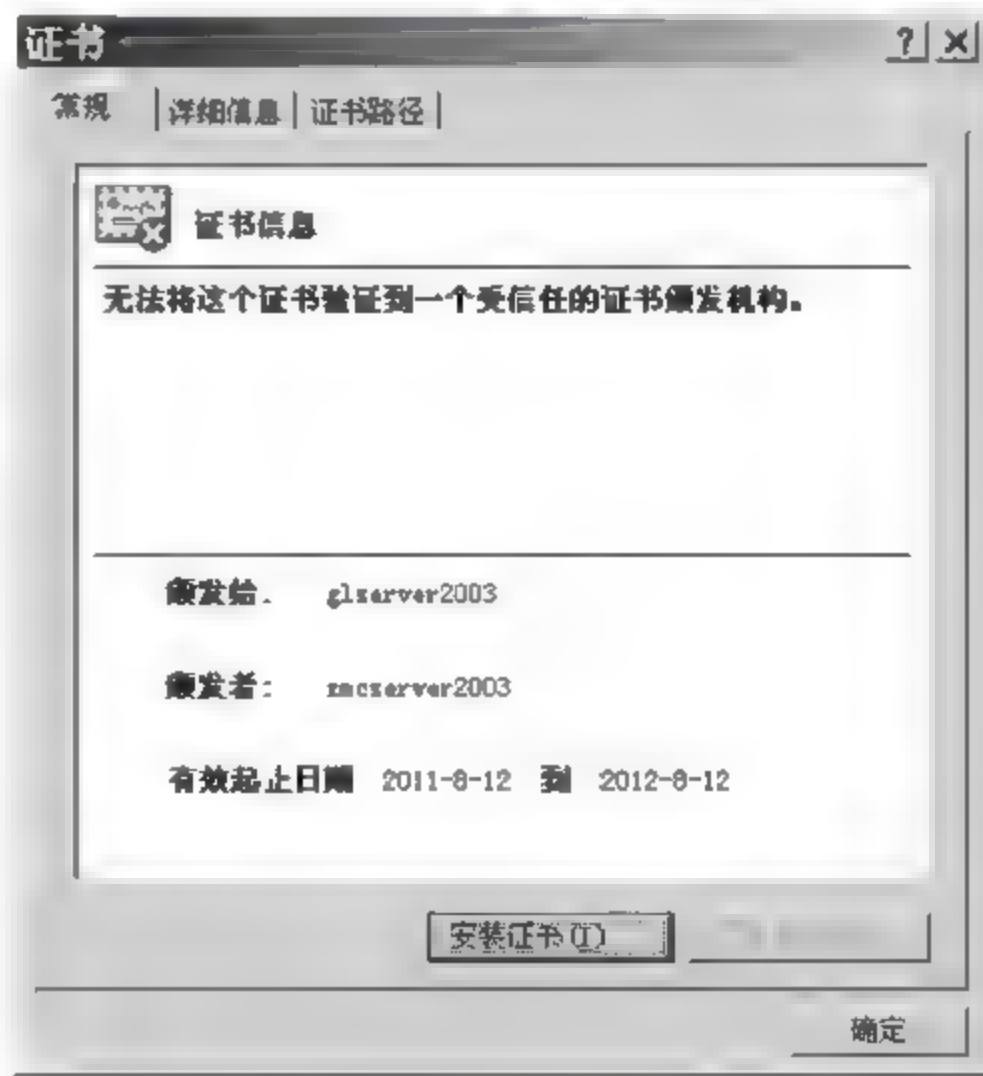 证书
常规 详细信息 证书路径
证书信息
无法将这个证书验证到一个受信任的证书颁发机构。
颁发给: glserver2003
颁发者: zmcserver2003
有效起止日期 2011-8-12 到 2012-8-12
安装证书(I)
确定